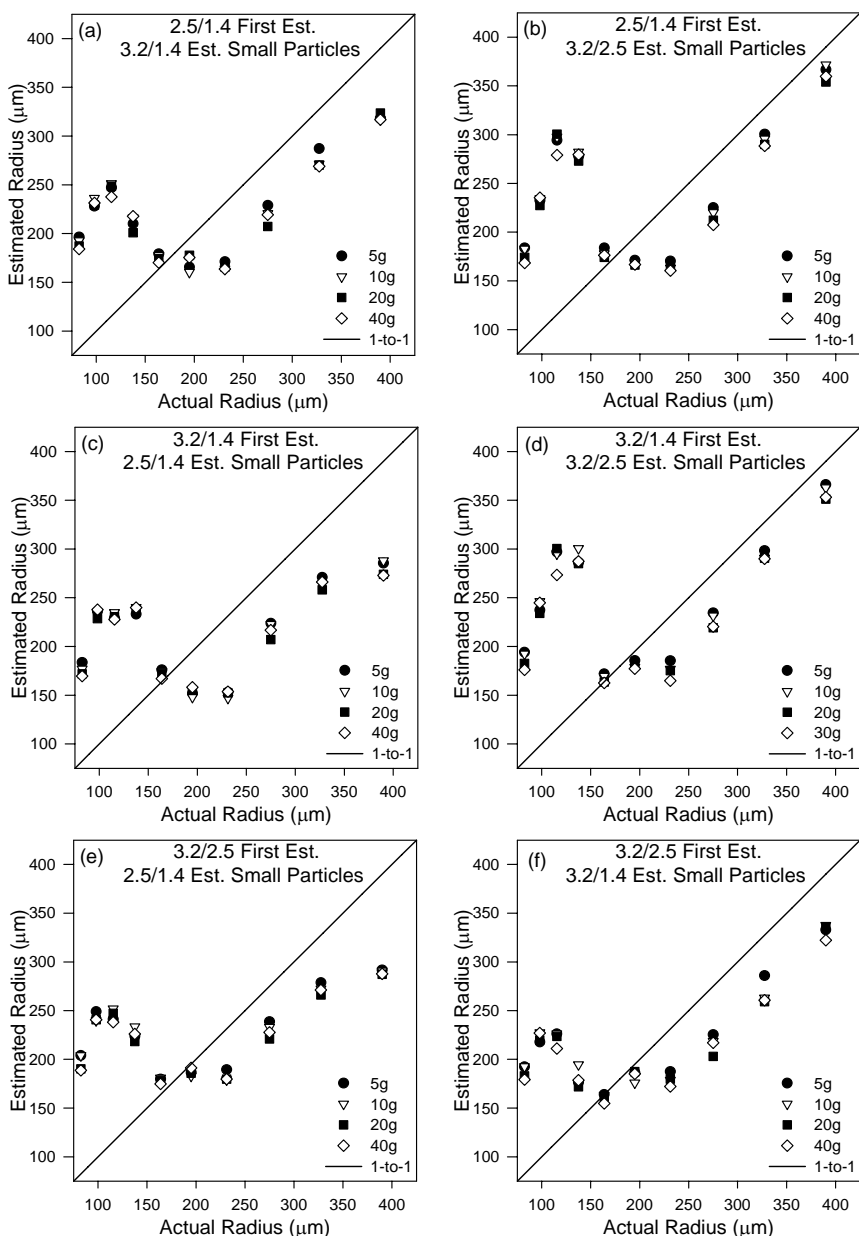 (a)
2.5/1.4 First Est.
3.2/1.4 Est. Small Particles
Estimated Radius (μm)
400
350
300
250
200
150
100
5g
10g
20g
40g
1-to-1
100 150 200 250 300 350 400
Actual Radius (μm)
(b)
2.5/1.4 First Est.
3.2/2.5 Est. Small Particles
Estimated Radius (μm)
400
350
300
250
200
150
100
5g
10g
20g
40g
1-to-1
100 150 200 250 300 350 400
Actual Radius (μm)
(c)
3.2/1.4 First Est.
2.5/1.4 Est. Small Particles
Estimated Radius (μm)
400
350
300
250
200
150
100
5g
10g
20g
40g
1-to-1
100 150 200 250 300 350 400
Actual Radius (μm)
(d)
3.2/1.4 First Est.
3.2/2.5 Est. Small Particles
Estimated Radius (μm)
400
350
300
250
200
150
100
5g
10g
20g
30g
1-to-1
100 150 200 250 300 350 400
Actual Radius (μm)
(e)
3.2/2.5 First Est.
2.5/1.4 Est. Small Particles
Estimated Radius (μm)
400
350
300
250
200
150
100
5g
10g
20g
40g
1-to-1
100 150 200 250 300 350 400
Actual Radius (μm)
(f)
3.2/2.5 First Est.
3.2/1.4 Est. Small Particles
Estimated Radius (μm)
400
350
300
250
200
150
100
5g
10g
20g
40g
1-to-1
100 150 200 250 300 350 400
Actual Radius (μm)